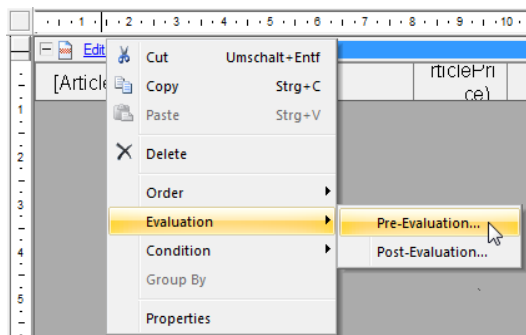 1 2 3 4 5 6 7 8 9 10
Edit
[Article
rticlePri
ce)
1
2
3
4
5
Cut Umschalt+Entf
Copy Strg+C
Paste Strg+V
Delete
Order
Evaluation
Condition
Group By
Properties
Pre-Evaluation...
Post-Evaluation...